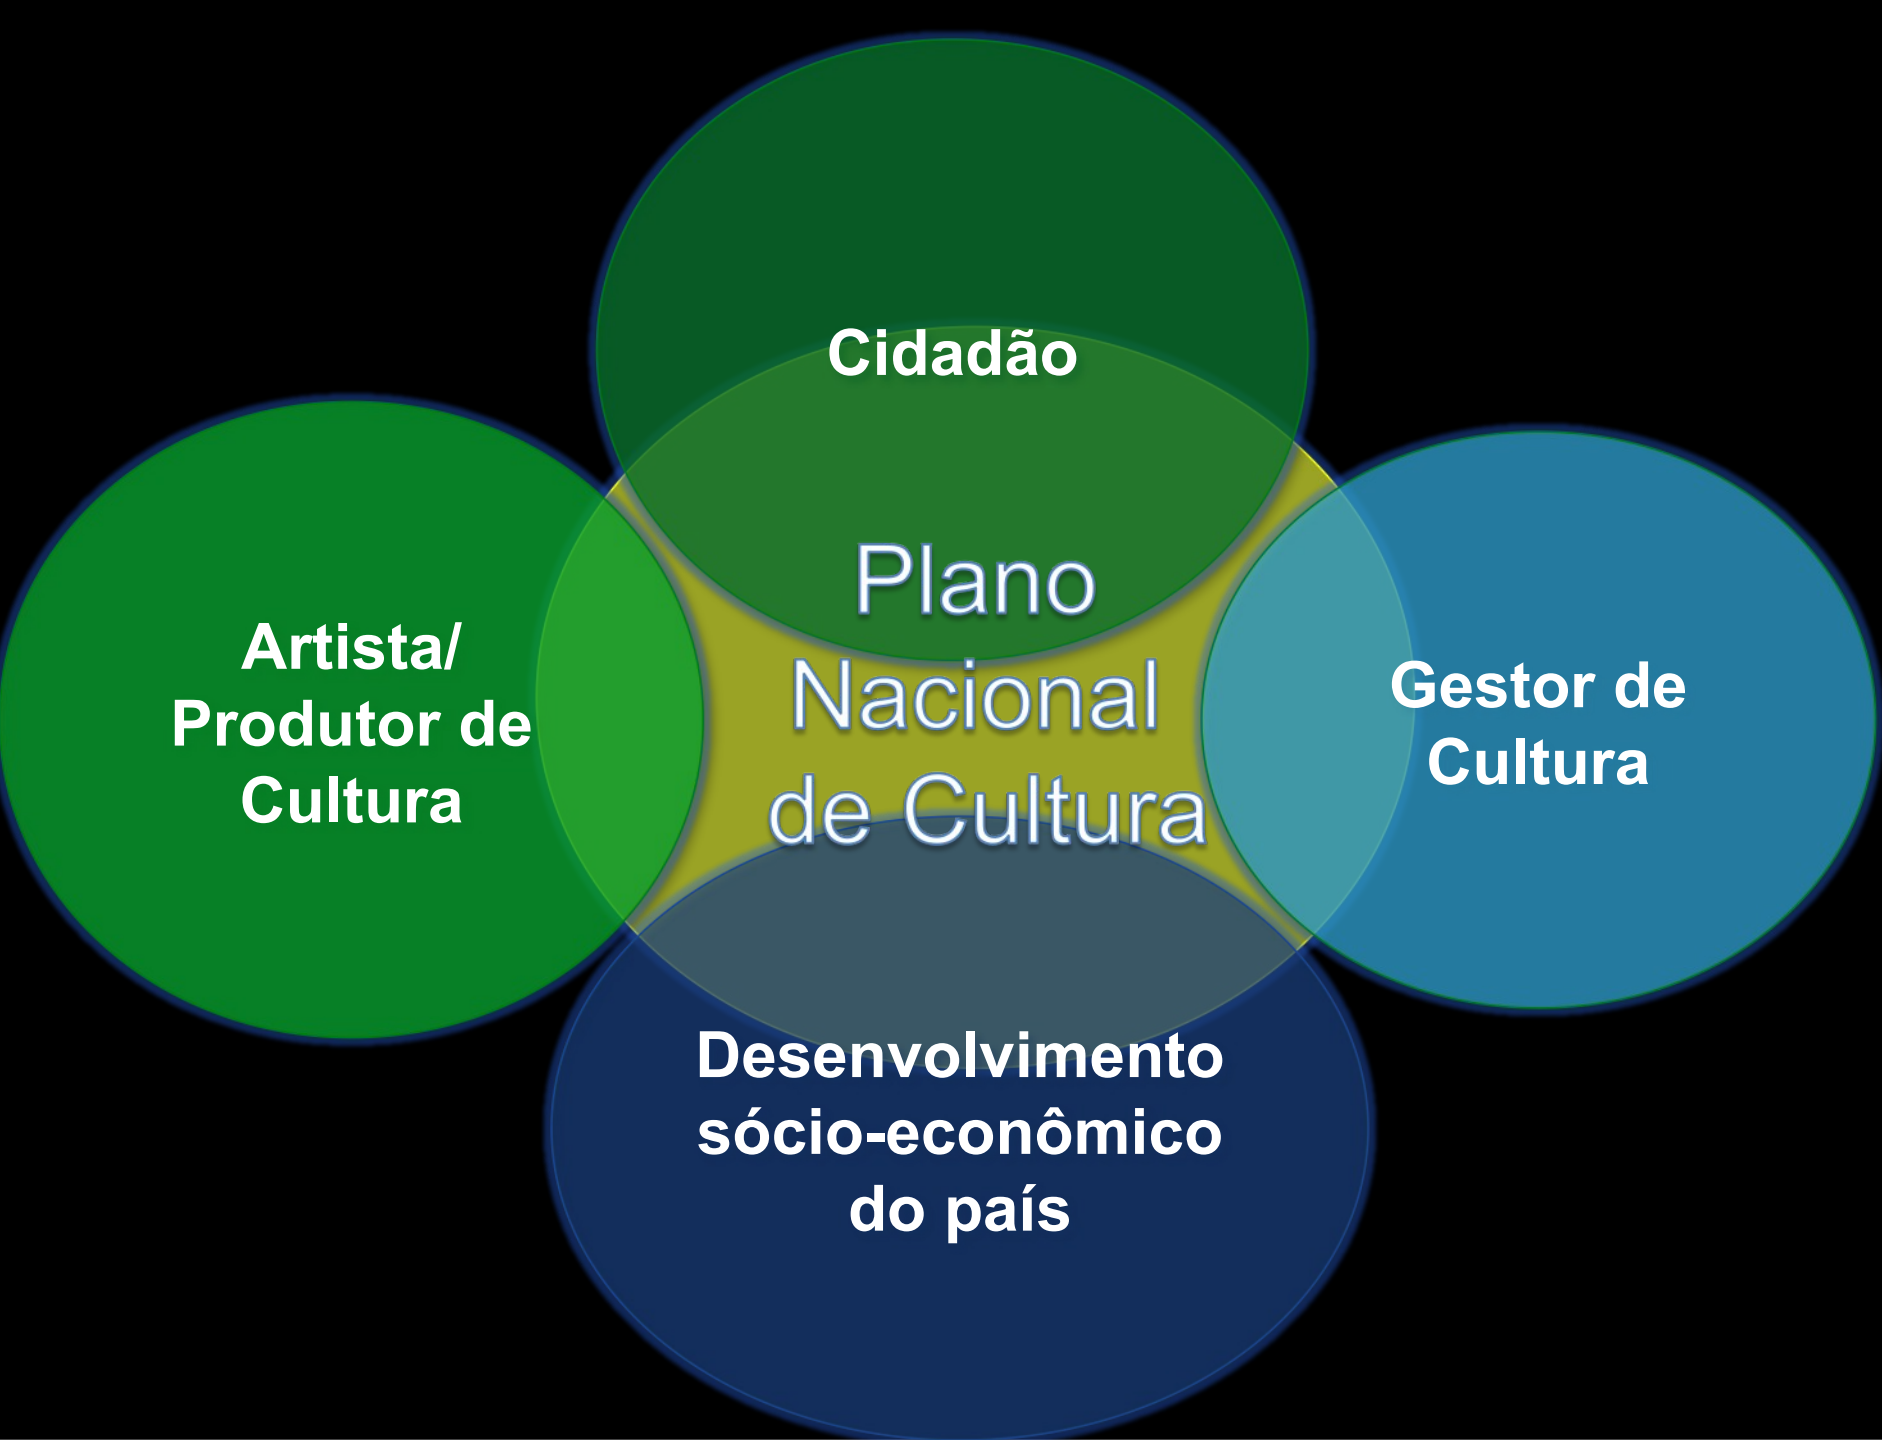 Cidadão
Plano
Nacional
de Cultura
Artista/
Produtor de
Cultura
Gestor de
Cultura
Desenvolvimento
sócio-econômico
do país